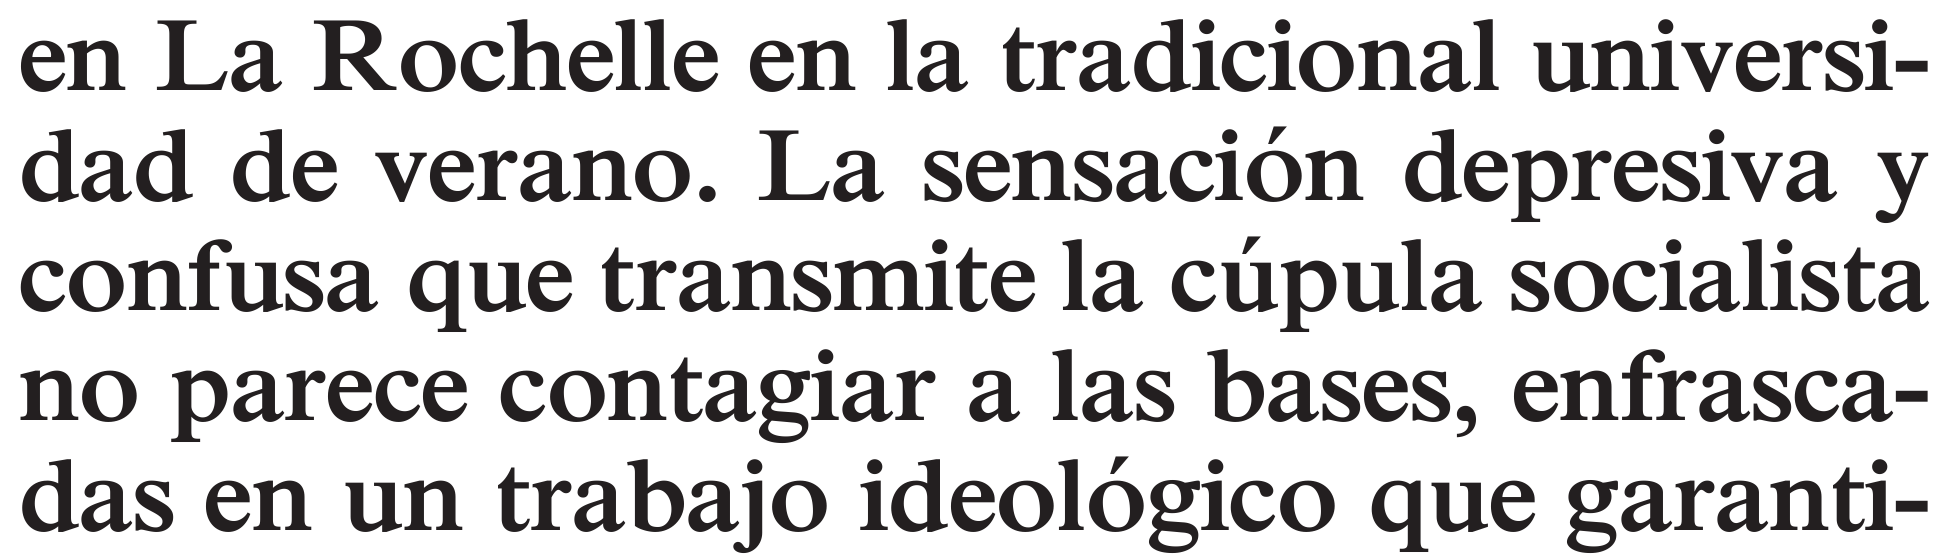 en La Rochelle en la tradicional universi-
dad de verano. La sensación depresiva y
confusa que transmite la cúpula socialista
no parece contagiar a las bases, enfrasca-
das en un trabajo ideológico que garanti-